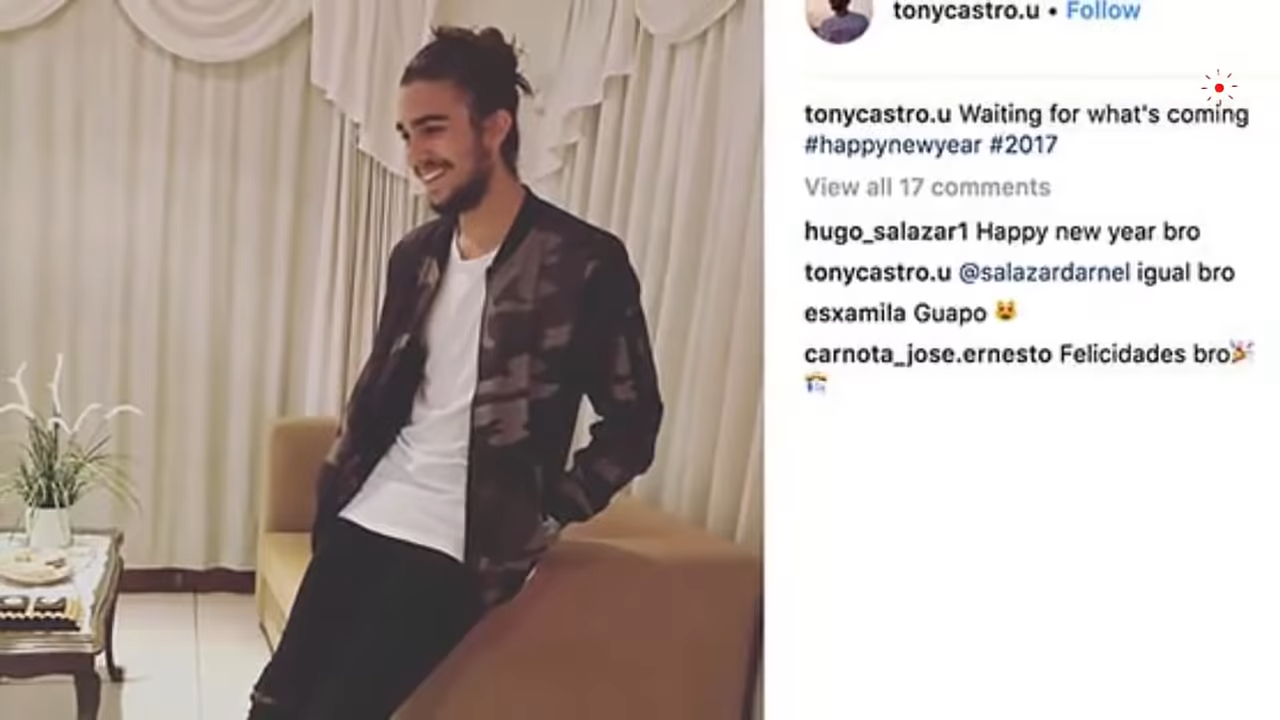 tonycastro.u • Follow
tonycastro.u Waiting for what's coming
#happynewyear #2017
View all 17 comments
hugo_salazar1 Happy new year bro
tonycastro.u @salazardarnel igual bro
esxamila Guapo 😻
carnota_jose.ernesto Felicidades bro🎉